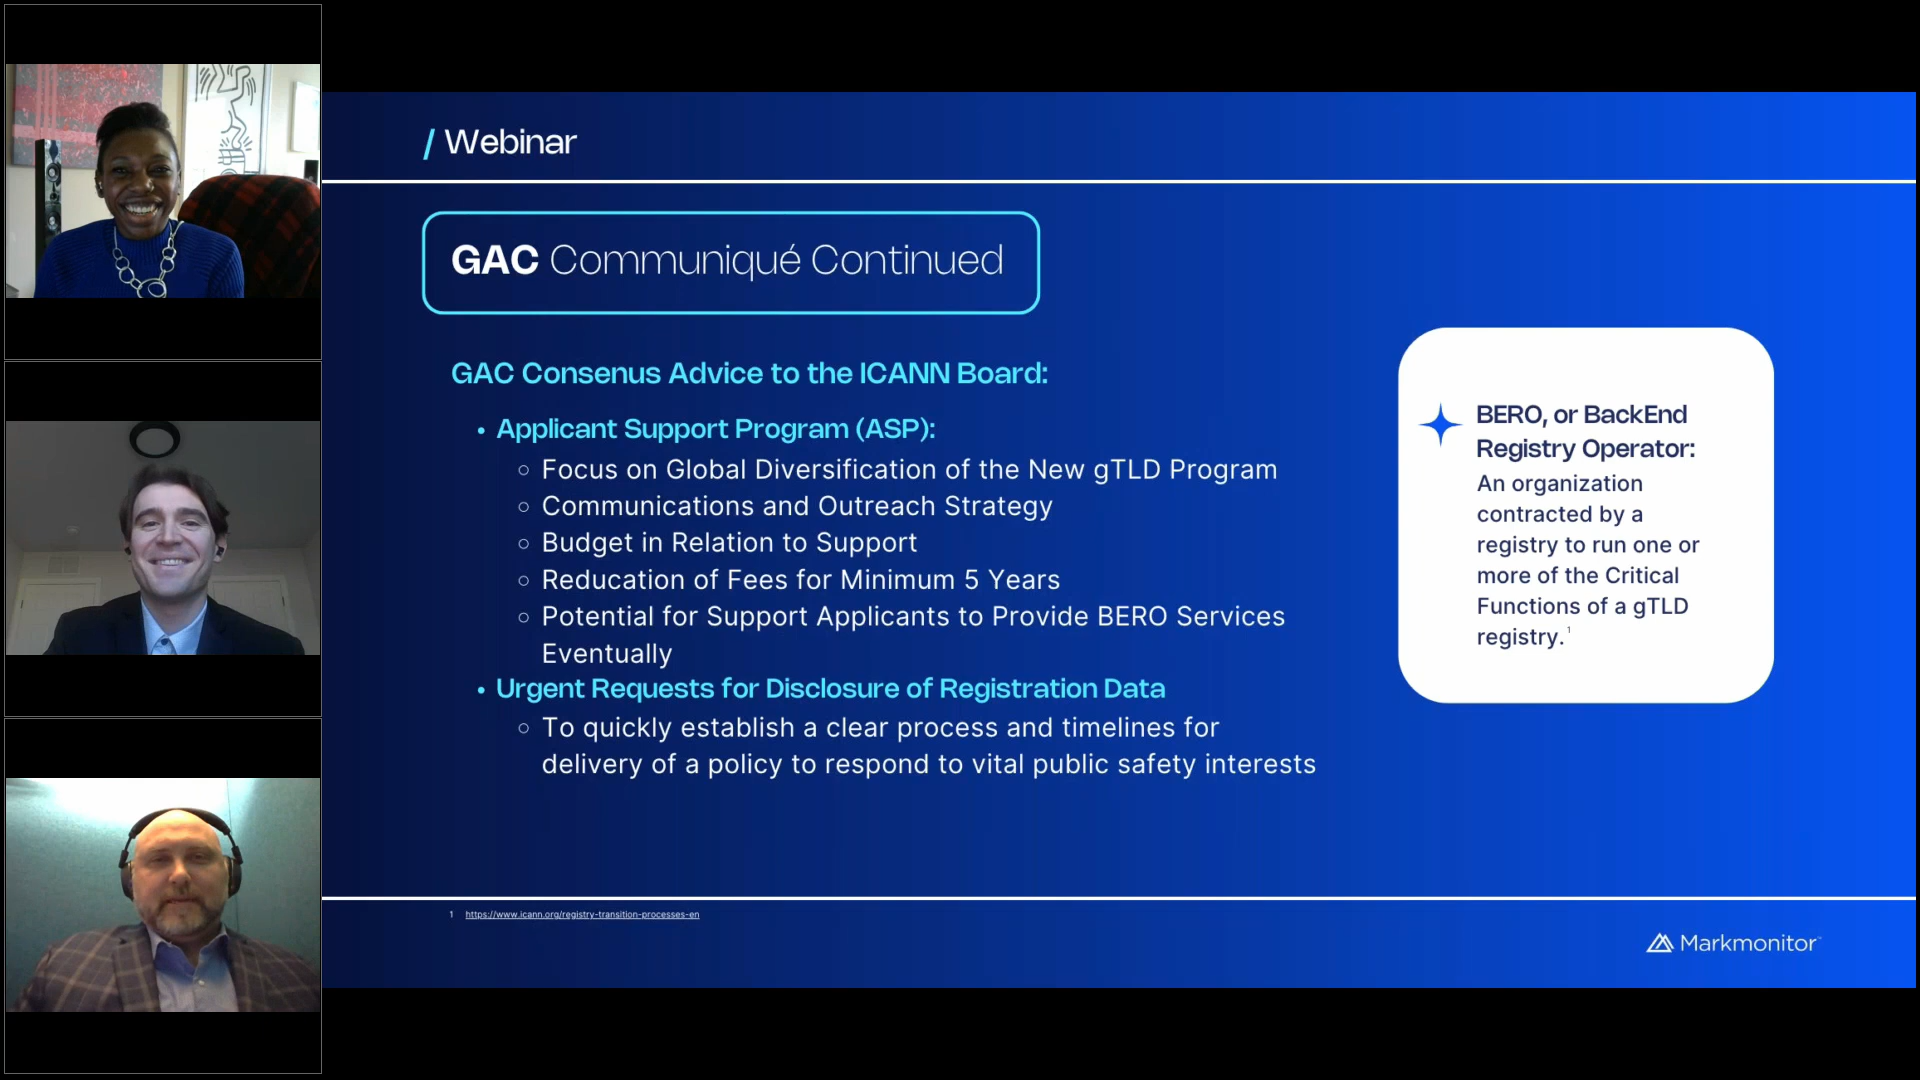 / Webinar
GAC Communiqué Continued
GAC Consenus Advice to the ICANN Board:
• Applicant Support Program (ASP):
○ Focus on Global Diversification of the New gTLD Program
○ Communications and Outreach Strategy
○ Budget in Relation to Support
○ Reducation of Fees for Minimum 5 Years
○ Potential for Support Applicants to Provide BERO Services
Eventually
• Urgent Requests for Disclosure of Registration Data
○ To quickly establish a clear process and timelines for
delivery of a policy to respond to vital public safety interests
BERO, or BackEnd
Registry Operator:
An organization
contracted by a
registry to run one or
more of the Critical
Functions of a gTLD
registry.¹
1 https://www.icann.org/registry-transition-processes-en
Markmonitor™